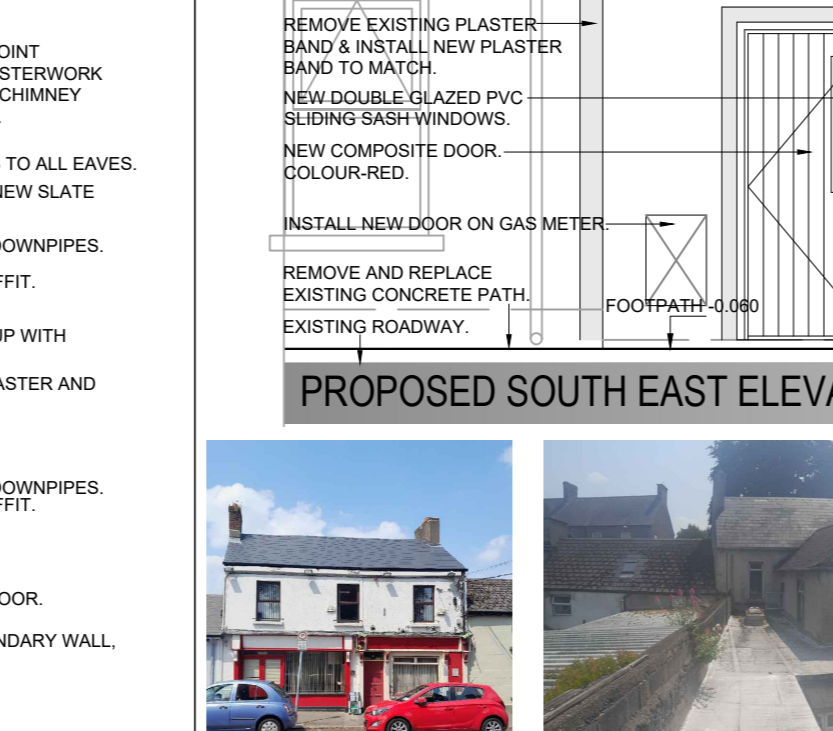 OINT
STERWORK
CHIMNEY
TO ALL EAVES.
NEW SLATE
DOWNPIPES.
FFIT.
UP WITH
ASTER AND
DOWNPIPES.
FFIT.
OOR.
NDARY WALL,
REMOVE EXISTING PLASTER
BAND & INSTALL NEW PLASTER
BAND TO MATCH.
NEW DOUBLE GLAZED PVC
SLIDING SASH WINDOWS.
NEW COMPOSITE DOOR.
COLOUR-RED.
INSTALL NEW DOOR ON GAS METER.
REMOVE AND REPLACE
EXISTING CONCRETE PATH.
FOOTPATH -0.060
EXISTING ROADWAY.
PROPOSED SOUTH EAST ELEVA